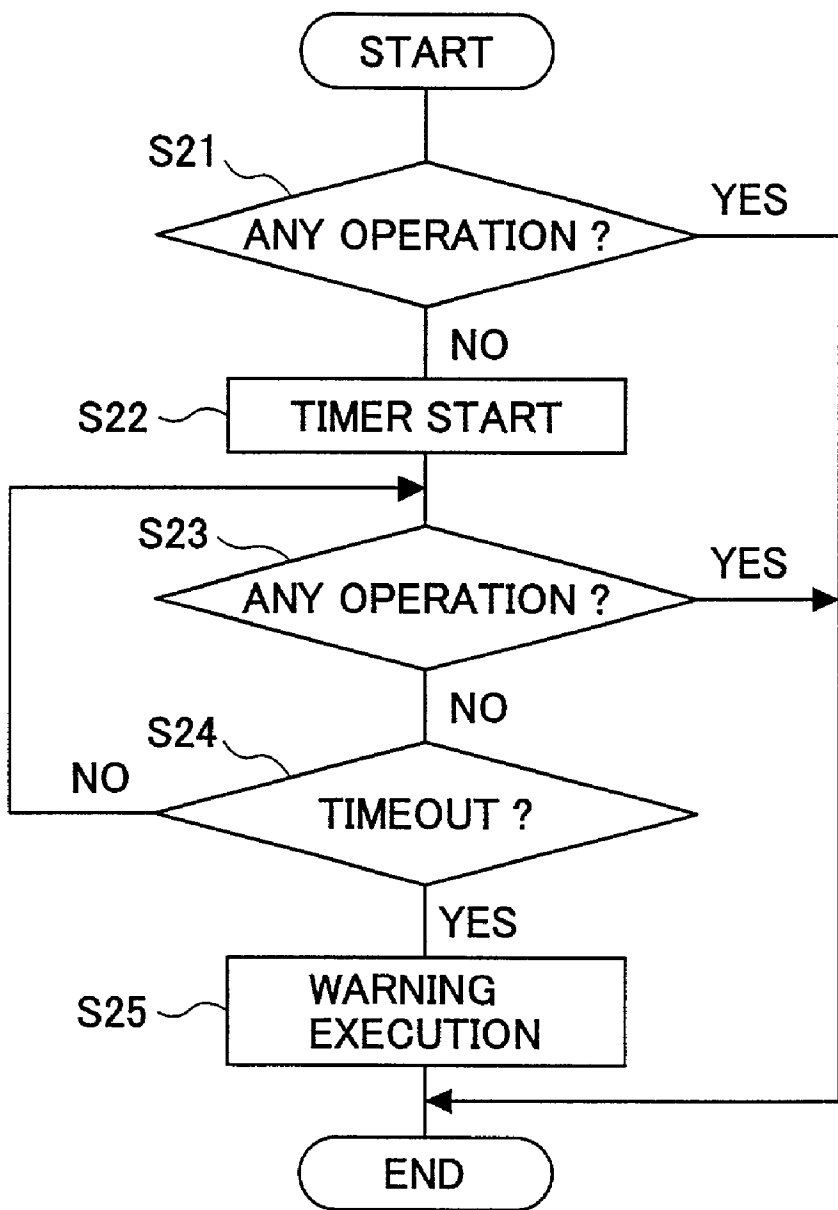 START
S21
YES
ANY OPERATION ?
NO
S22
TIMER START
S23
YES
ANY OPERATION ?
NO
S24
NO
TIMEOUT ?
YES
S25
WARNING
EXECUTION
END